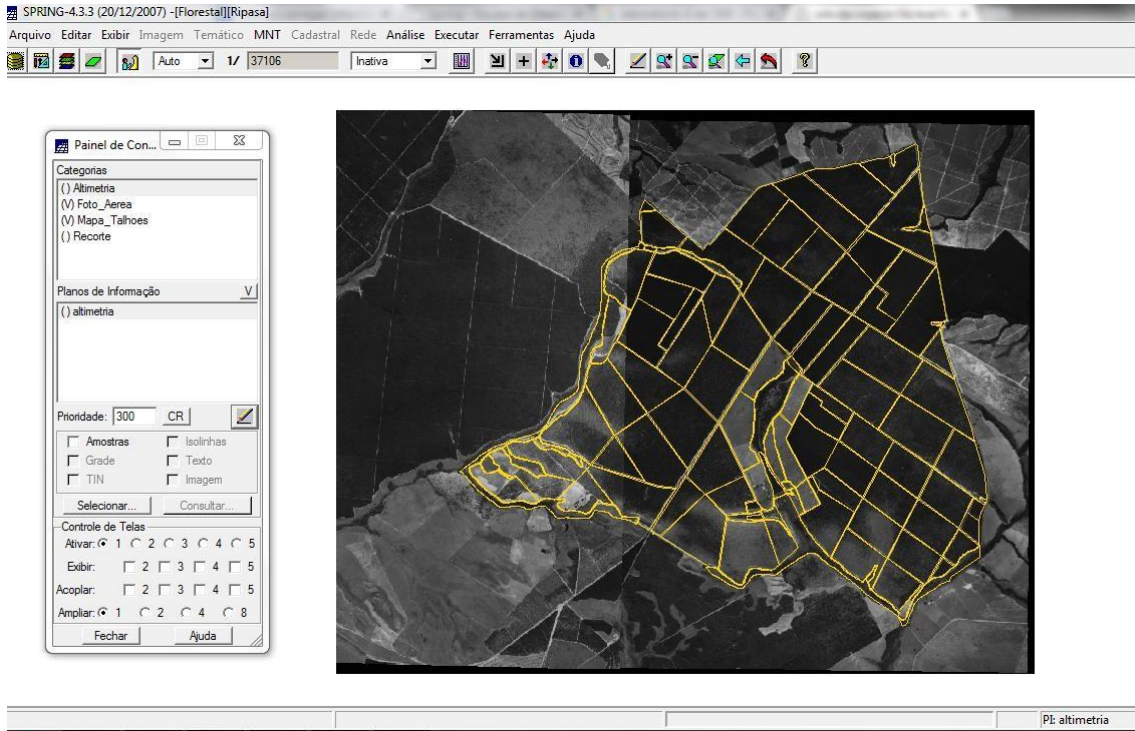 SPRING-4.3.3 (20/12/2007) -[Florestal][Ripasa]
Arquivo Editar Exibir Imagem Temático MNT Cadastral Rede Análise Executar Ferramentas Ajuda
Auto 1/ 37106 Inativa
Painel de Con...
Categorias
( ) Altimetria
(V) Foto_Aerea
(V) Mapa_Talhoes
( ) Recorte
Planos de Informação V
( ) altimetria
Prioridade: 300 CR
Amostras Isolinhas
Grade Texto
TIN Imagem
Selecionar... Consultar...
Controle de Telas
Ativar: 1 2 3 4 5
Exibir: 2 3 4 5
Acoplar: 2 3 4 5
Ampliar: 1 2 4 8
Fechar Ajuda
PI: altimetria